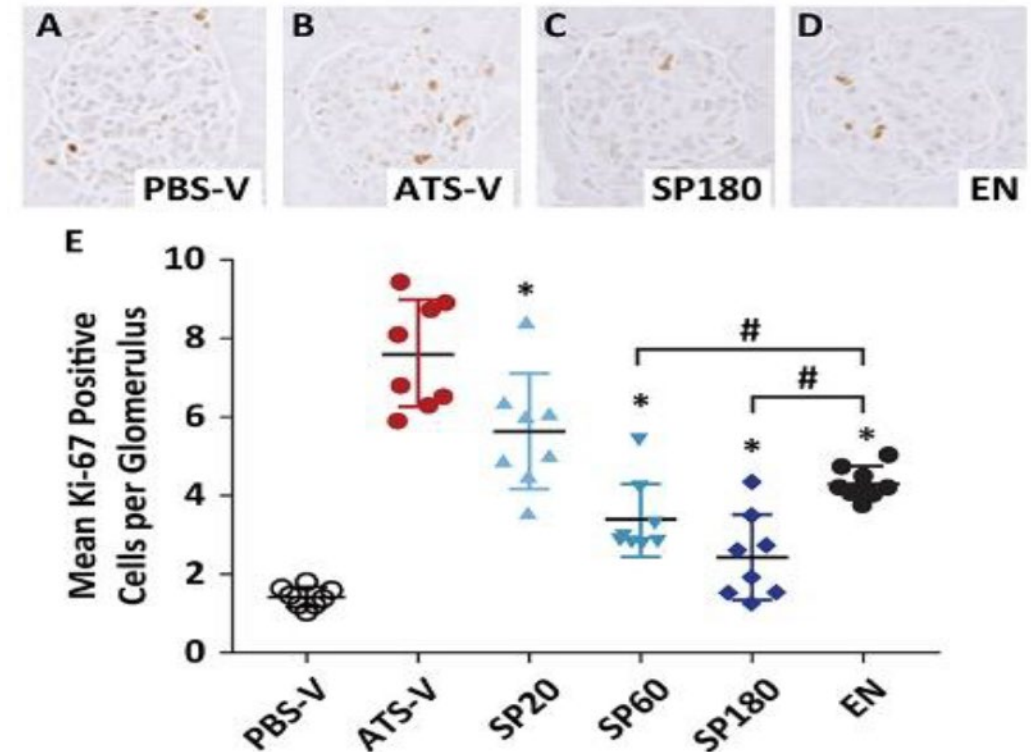 A
B
C
D
PBS-V
ATS-V
SP180
EN
E
Mean Ki-67 Positive
Cells per Glomerulus
10
8
6
4
2
0
*
*
*
*
#
#
PBS-V
ATS-V
SP20
SP60
SP180
EN